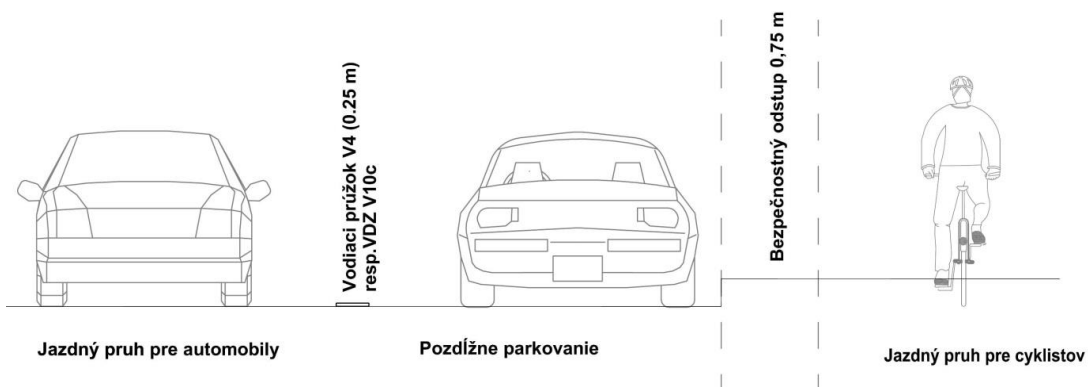 Vodiaci prúžok V4 (0.25 m)
resp.VDZ V10c
Bezpečnostný odstup 0,75 m
Jazdný pruh pre automobily
Pozdĺžne parkovanie
Jazdný pruh pre cyklistov